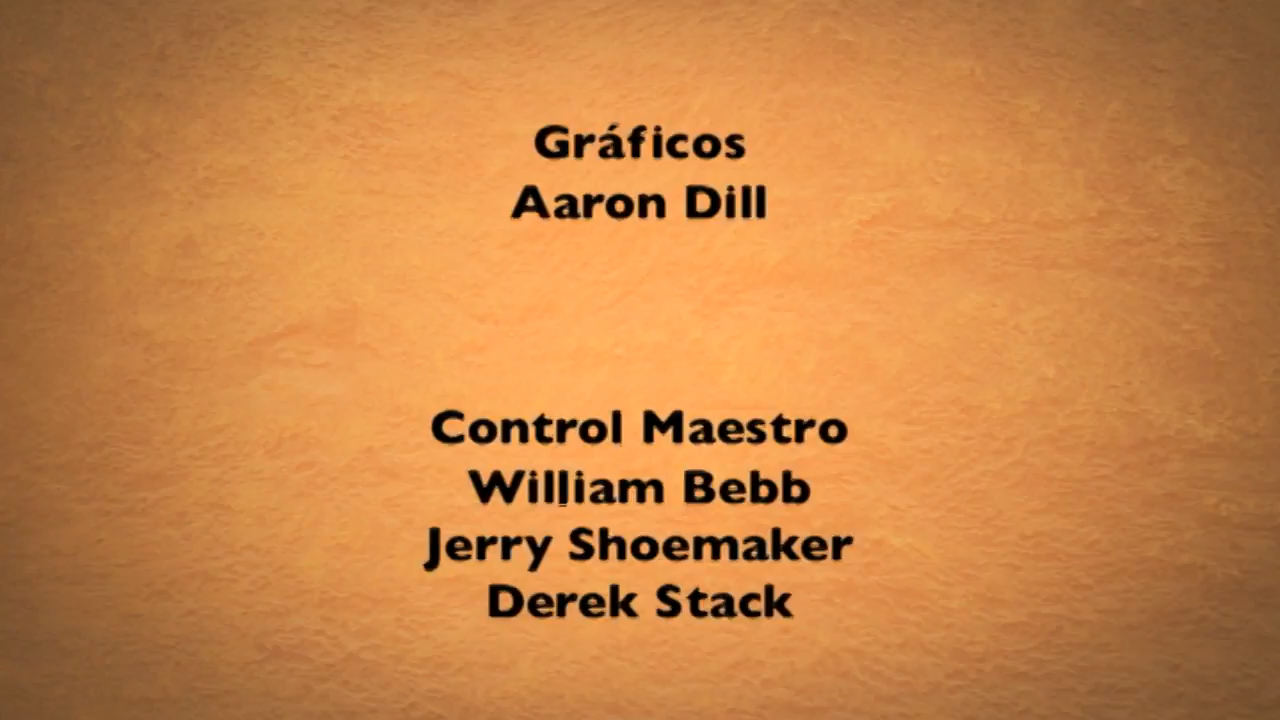 Gráficos
Aaron Dill
Control Maestro
William Bebb
Jerry Shoemaker
Derek Stack